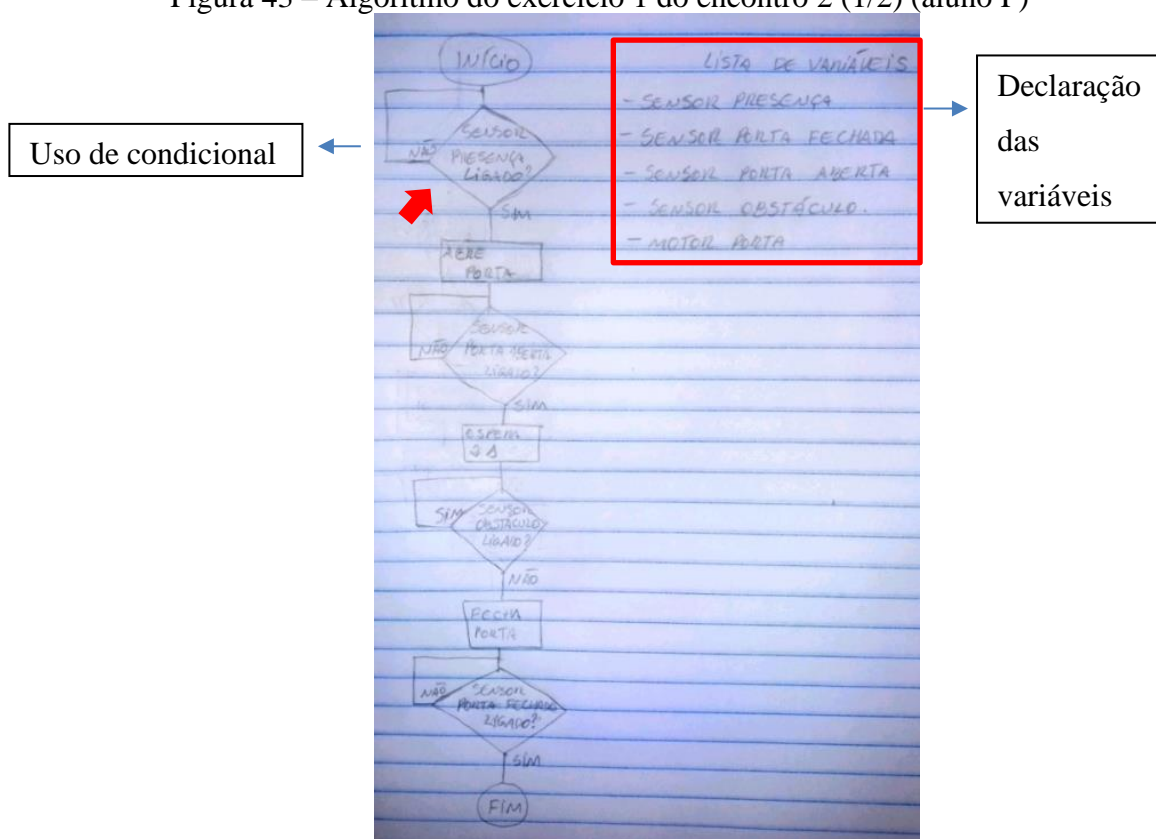 Figura 43 – Algoritmo do exercício 1 do encontro 2 (1/2) (aluno F)
INÍCIO
LISTA DE VARIÁVEIS
- SENSOR PRESENÇA
- SENSOR PORTA FECHADA
- SENSOR PORTA ABERTA
- SENSOR OBSTÁCULO.
- MOTOR PORTA
Declaração
das
variáveis
Uso de condicional
SENSOR
PRESENÇA
LIGADO?
NÃO
SIM
ABRE
PORTA
SENSOR
PORTA ABERTA
LIGADO?
NÃO
SIM
ESPERA
SENSOR
OBSTÁCULO
LIGADO?
SIM
NÃO
FECHA
PORTA
SENSOR
PORTA FECHADA
LIGADO?
NÃO
SIM
FIM